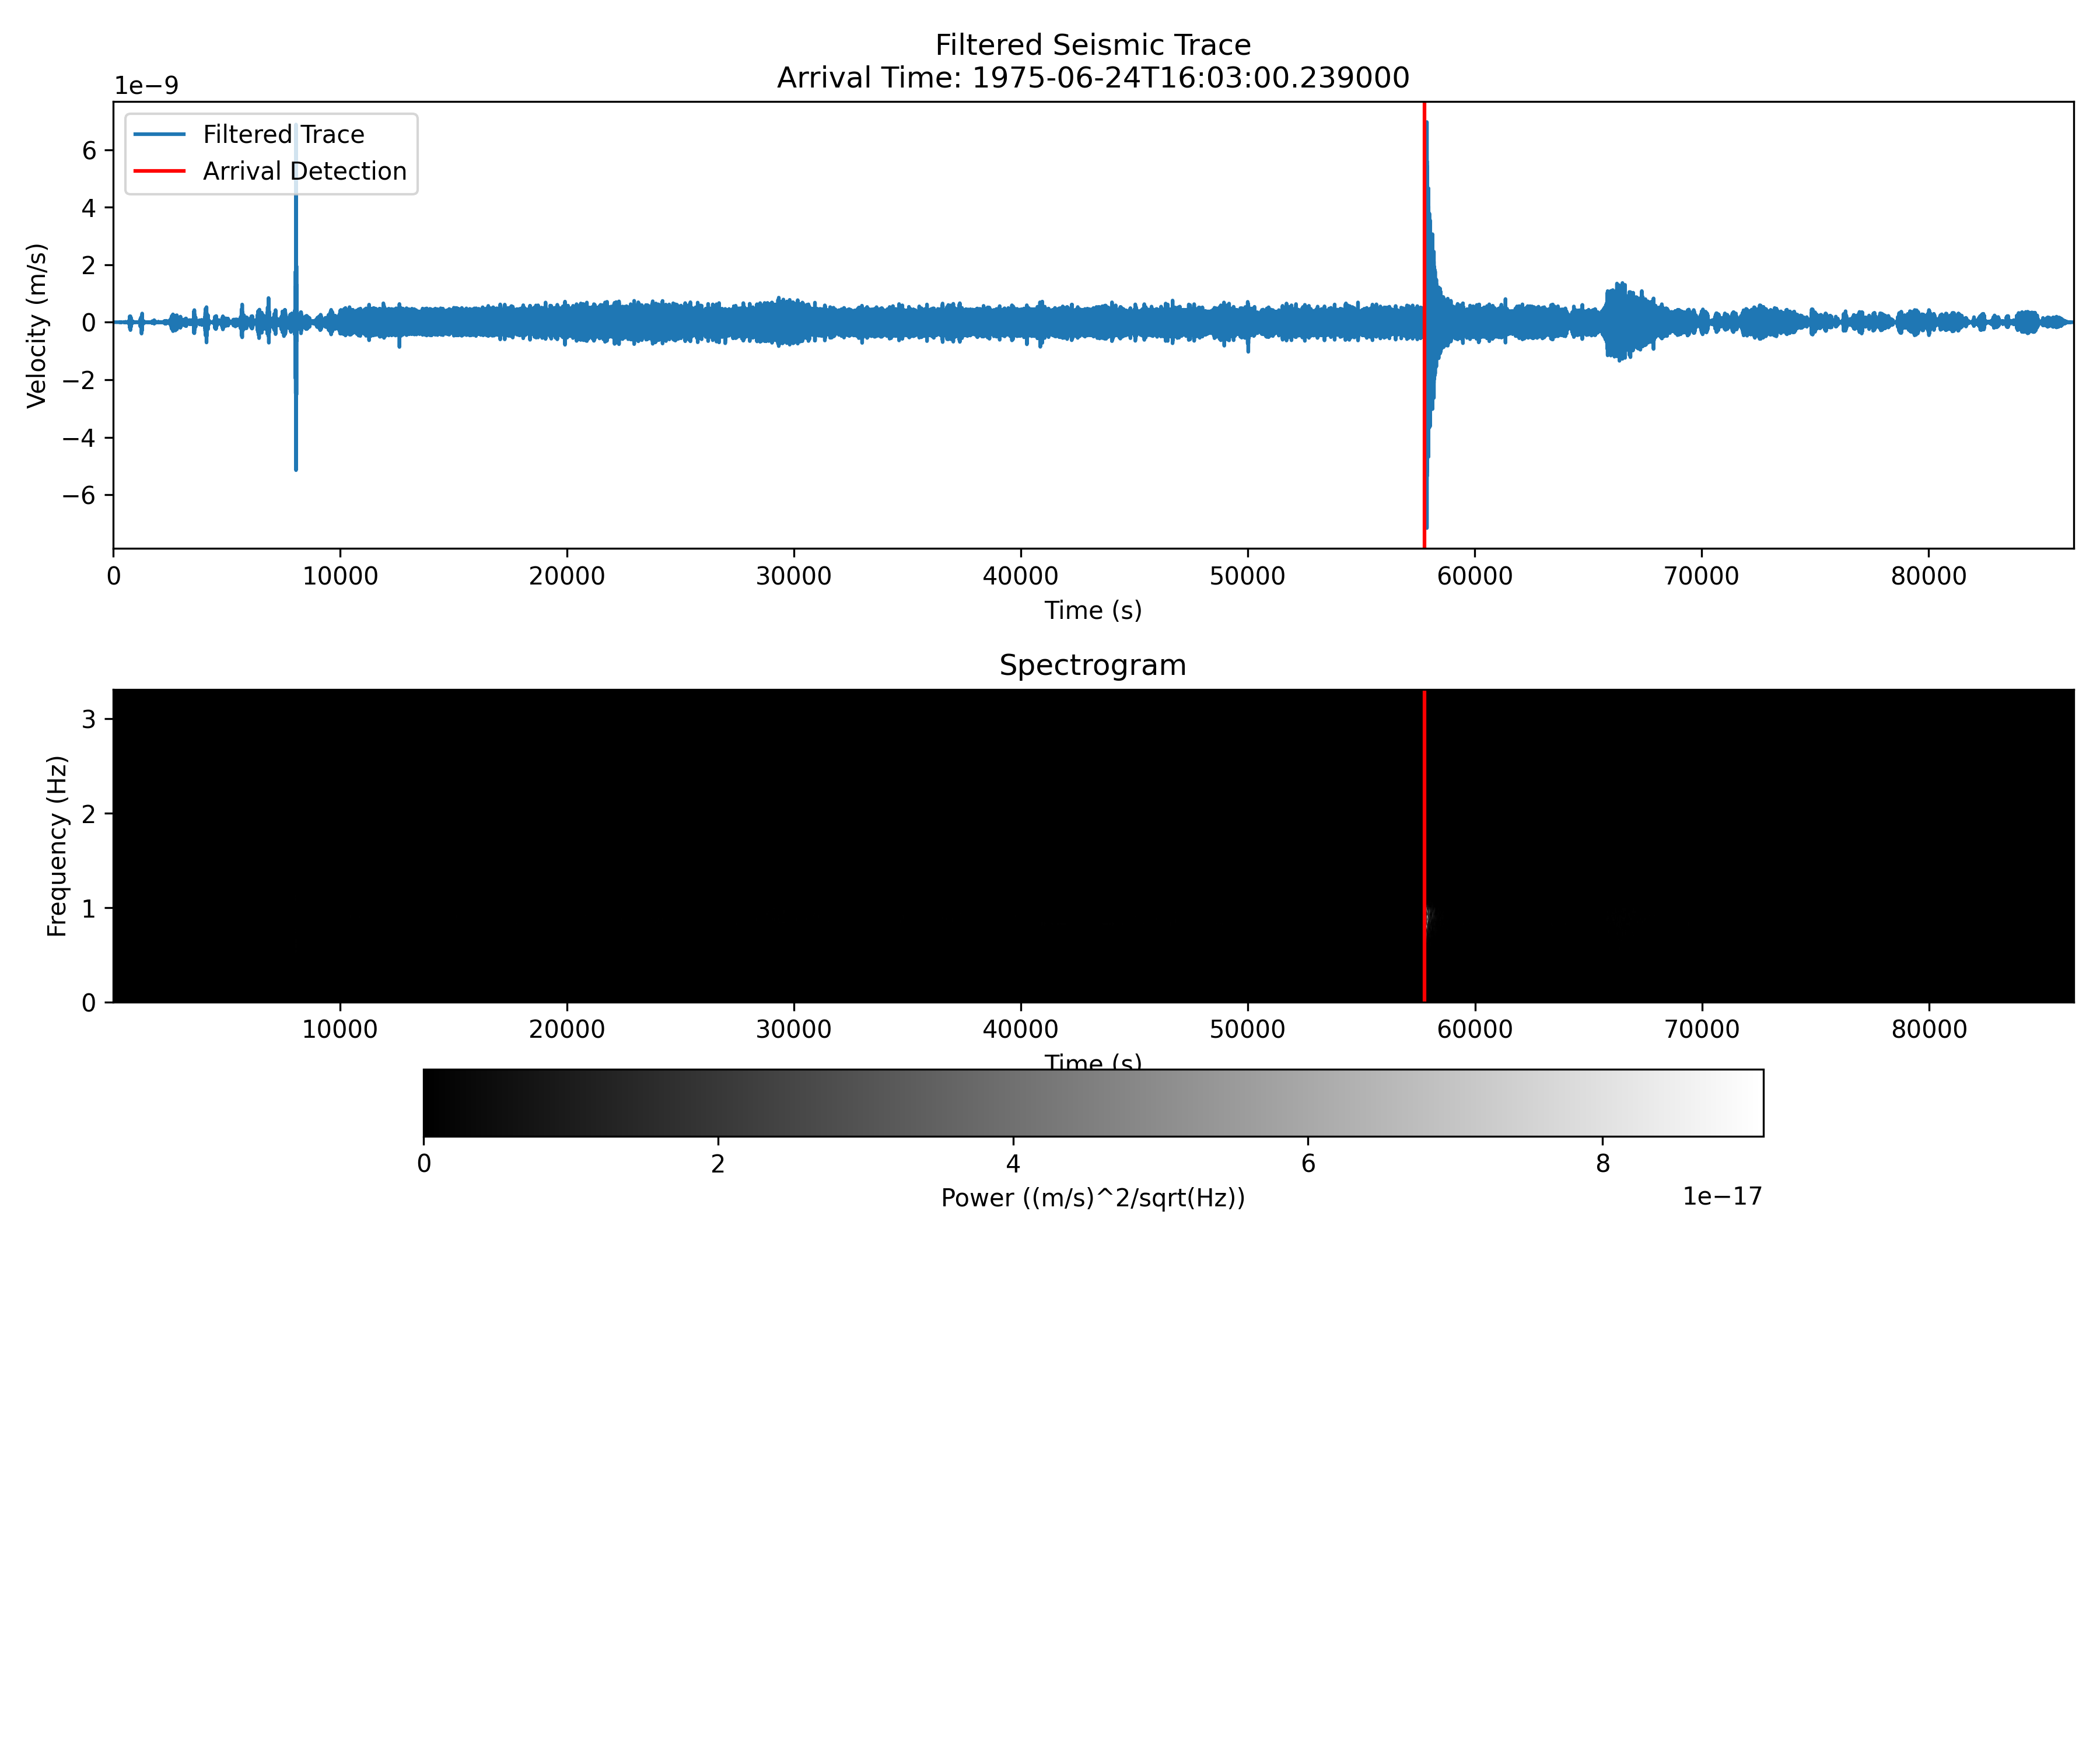 Filtered Seismic Trace
Arrival Time: 1975-06-24T16:03:00.239000
1e−9
Filtered Trace
Arrival Detection
Velocity (m/s)
6
4
2
0
−2
−4
−6
0 10000 20000 30000 40000 50000 60000 70000 80000
Time (s)
Spectrogram
Frequency (Hz)
3
2
1
0
10000 20000 30000 40000 50000 60000 70000 80000
Time (s)
0 2 4 6 8
Power ((m/s)^2/sqrt(Hz))
1e−17